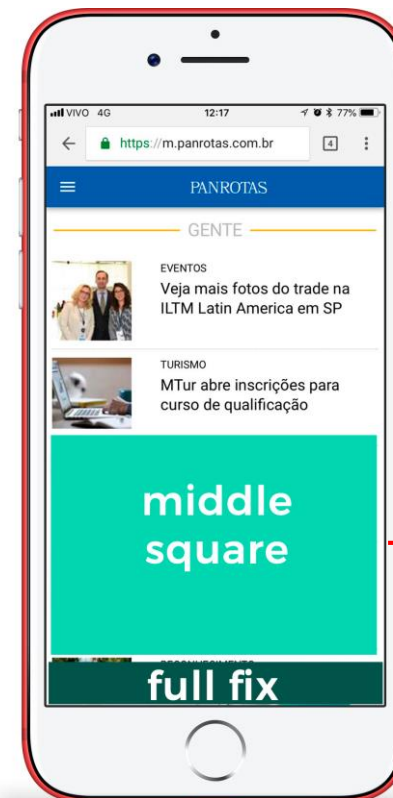 VIVO 4G 12:17 77%
https://m.panrotas.com.br 4
PANROTAS
GENTE
EVENTOS
Veja mais fotos do trade na
ILTM Latin America em SP
TURISMO
MTur abre inscrições para
curso de qualificação
middle
square
full fix